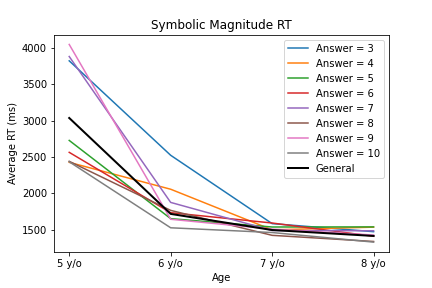 Symbolic Magnitude RT
Average RT (ms)
4000
3500
3000
2500
2000
1500
Answer = 3
Answer = 4
Answer = 5
Answer = 6
Answer = 7
Answer = 8
Answer = 9
Answer = 10
General
5 y/o
6 y/o
7 y/o
8 y/o
Age